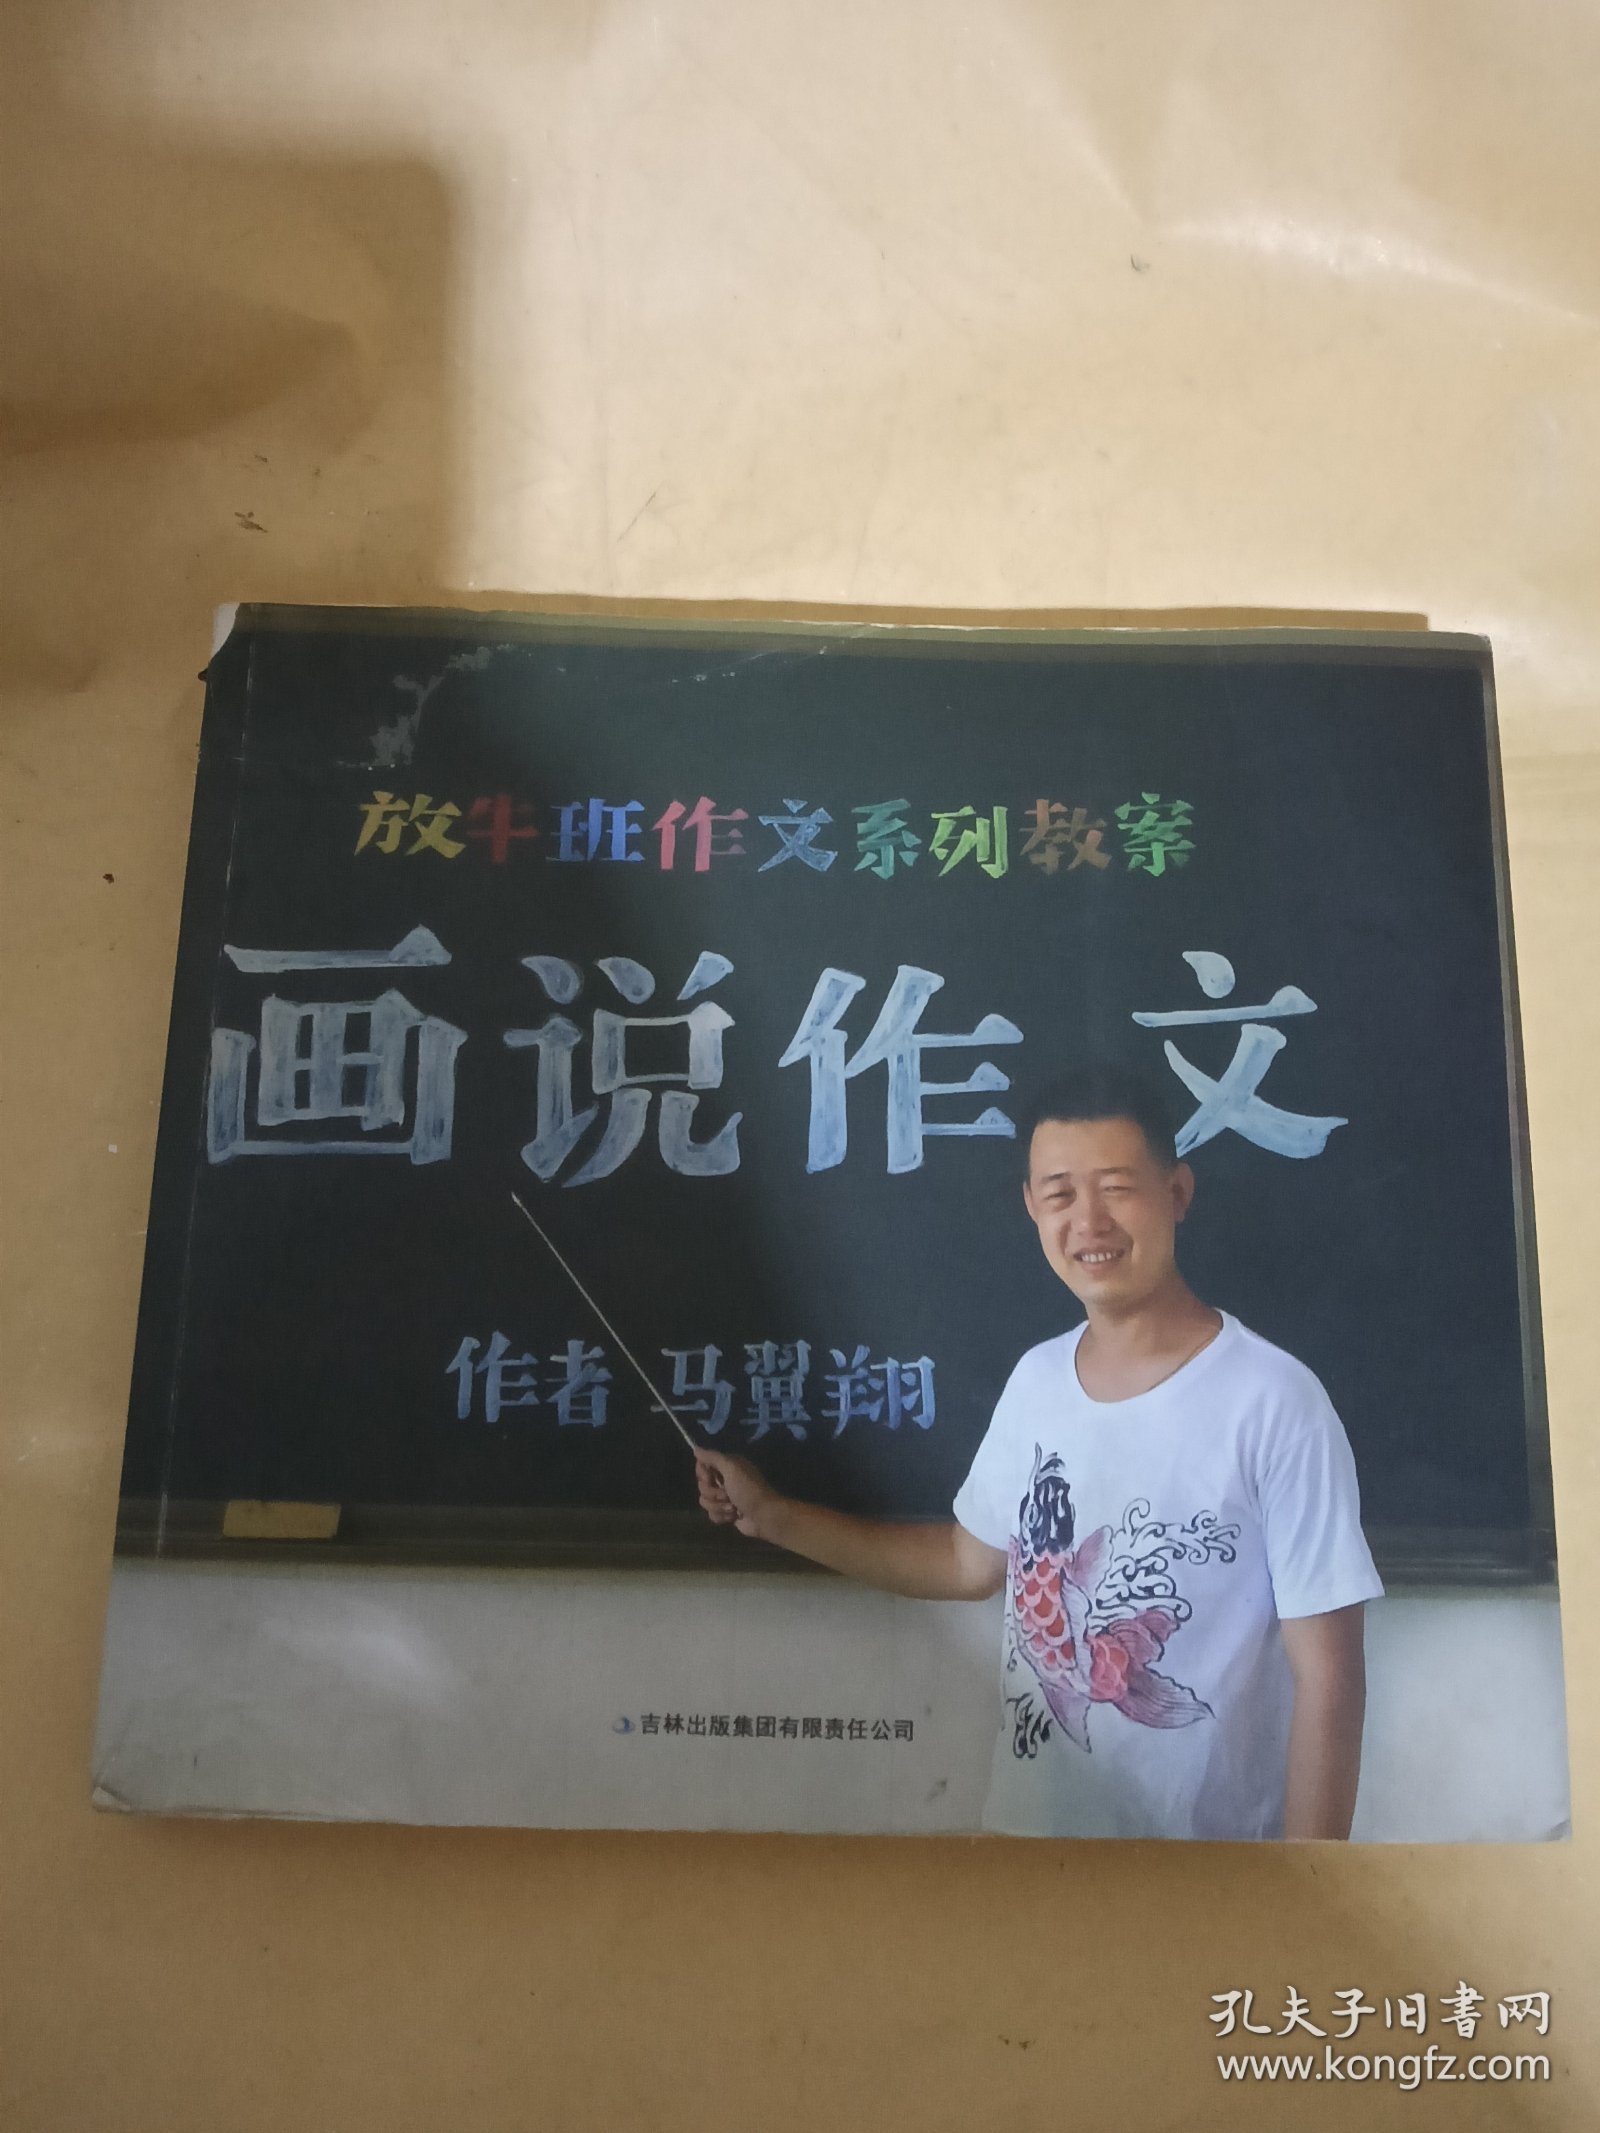 放牛班作文系列教案
画说作文
作者 马翼翔
吉林出版集团有限责任公司
孔夫子旧书网
www.kongfz.com